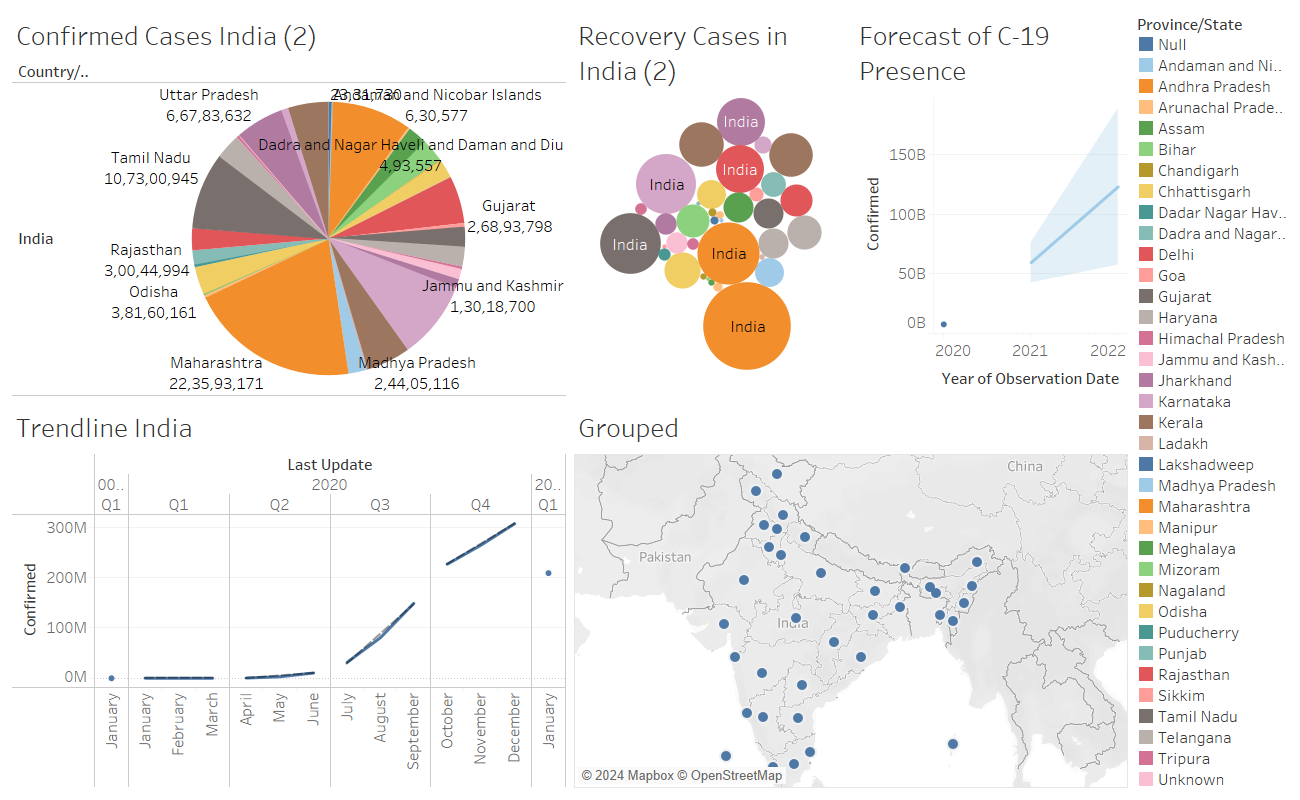 Confirmed Cases India (2)
Country/..
India
Uttar Pradesh
6,67,83,632
Andaman and Nicobar Islands
6,30,577
Dadra and Nagar Haveli and Daman and Diu
4,93,557
Tamil Nadu
10,73,00,945
Gujarat
2,68,93,798
Rajasthan
3,00,44,994
Odisha
3,81,60,161
Jammu and Kashmir
1,30,18,700
Maharashtra
22,35,93,171
Madhya Pradesh
2,44,05,116
Recovery Cases in
India (2)
India
India
India
India
India
India
Forecast of C-19
Presence
Confirmed
150B
100B
50B
0B
2020
2021
2022
Year of Observation Date
Province/State
Null
Andaman and Ni..
Andhra Pradesh
Arunachal Prade..
Assam
Bihar
Chandigarh
Chhattisgarh
Dadar Nagar Hav..
Dadra and Nagar..
Delhi
Goa
Gujarat
Haryana
Himachal Pradesh
Jammu and Kash..
Jharkhand
Karnataka
Kerala
Ladakh
Lakshadweep
Madhya Pradesh
Maharashtra
Manipur
Meghalaya
Mizoram
Nagaland
Odisha
Puducherry
Punjab
Rajasthan
Sikkim
Tamil Nadu
Telangana
Tripura
Unknown
Trendline India
Last Update
00..
2020
20..
Q1
Q1
Q2
Q3
Q4
Q1
Confirmed
300M
200M
100M
0M
January
January
February
March
April
May
June
July
August
September
October
November
December
January
Grouped
China
Pakistan
India
© 2024 Mapbox © OpenStreetMap